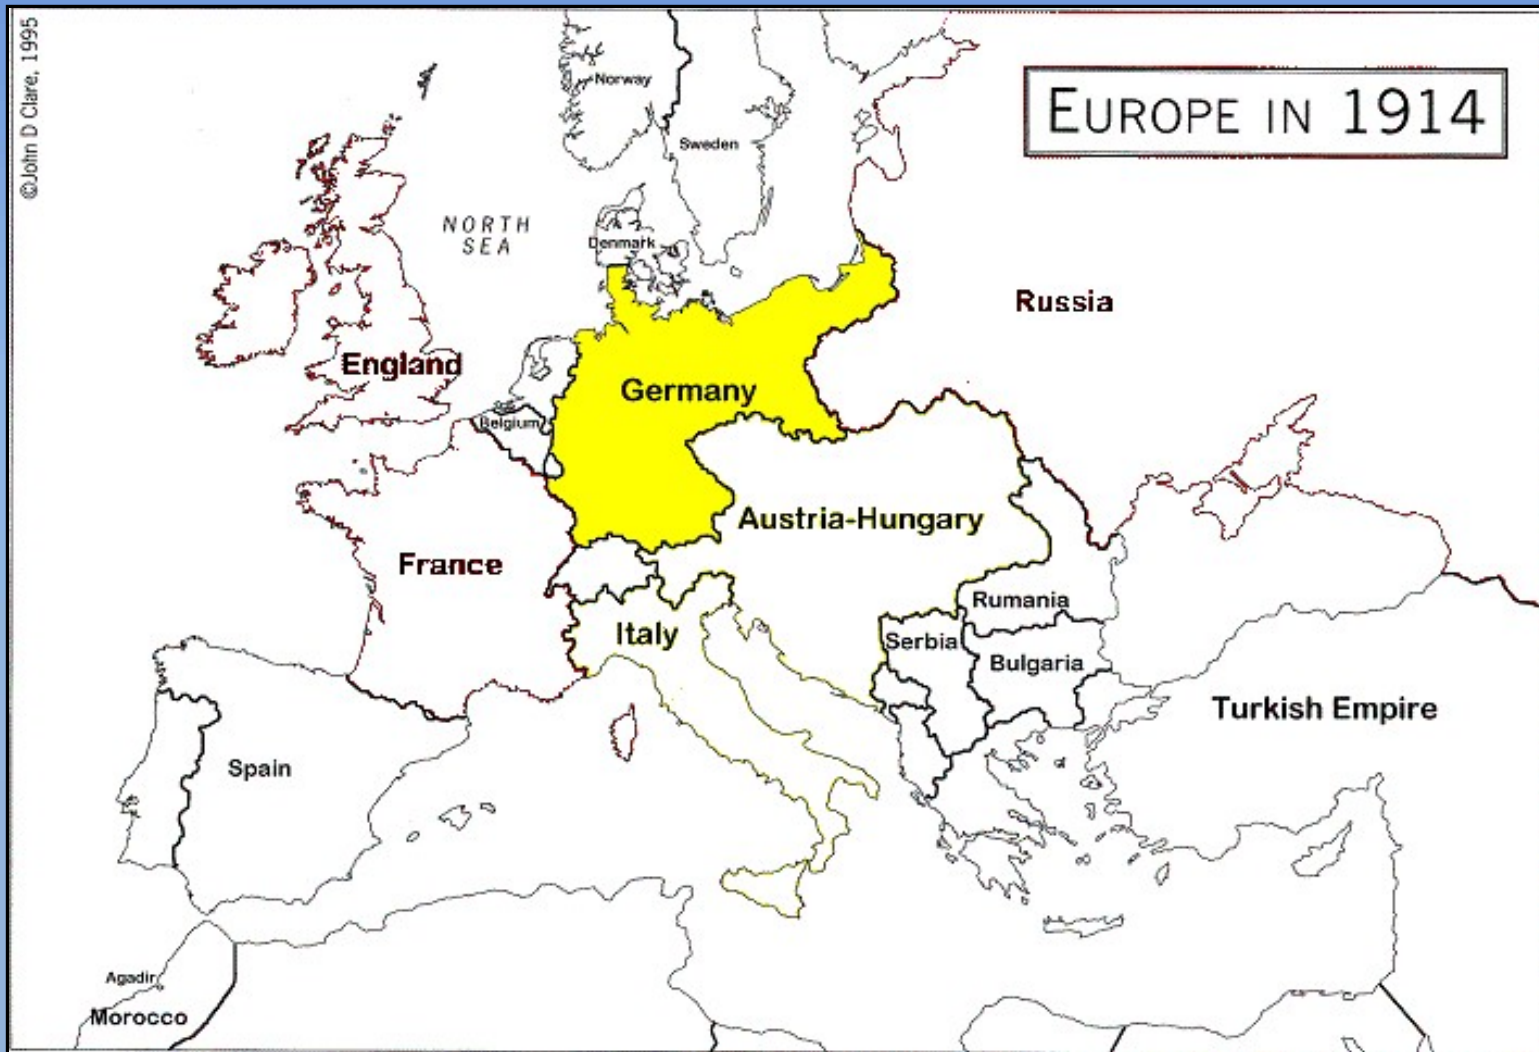 ©John D Clare, 1995
EUROPE IN 1914
Norway
Sweden
NORTH
SEA
Denmark
Russia
England
Germany
Belgium
Austria-Hungary
France
Rumania
Italy
Serbia
Bulgaria
Turkish Empire
Spain
Agadir
Morocco